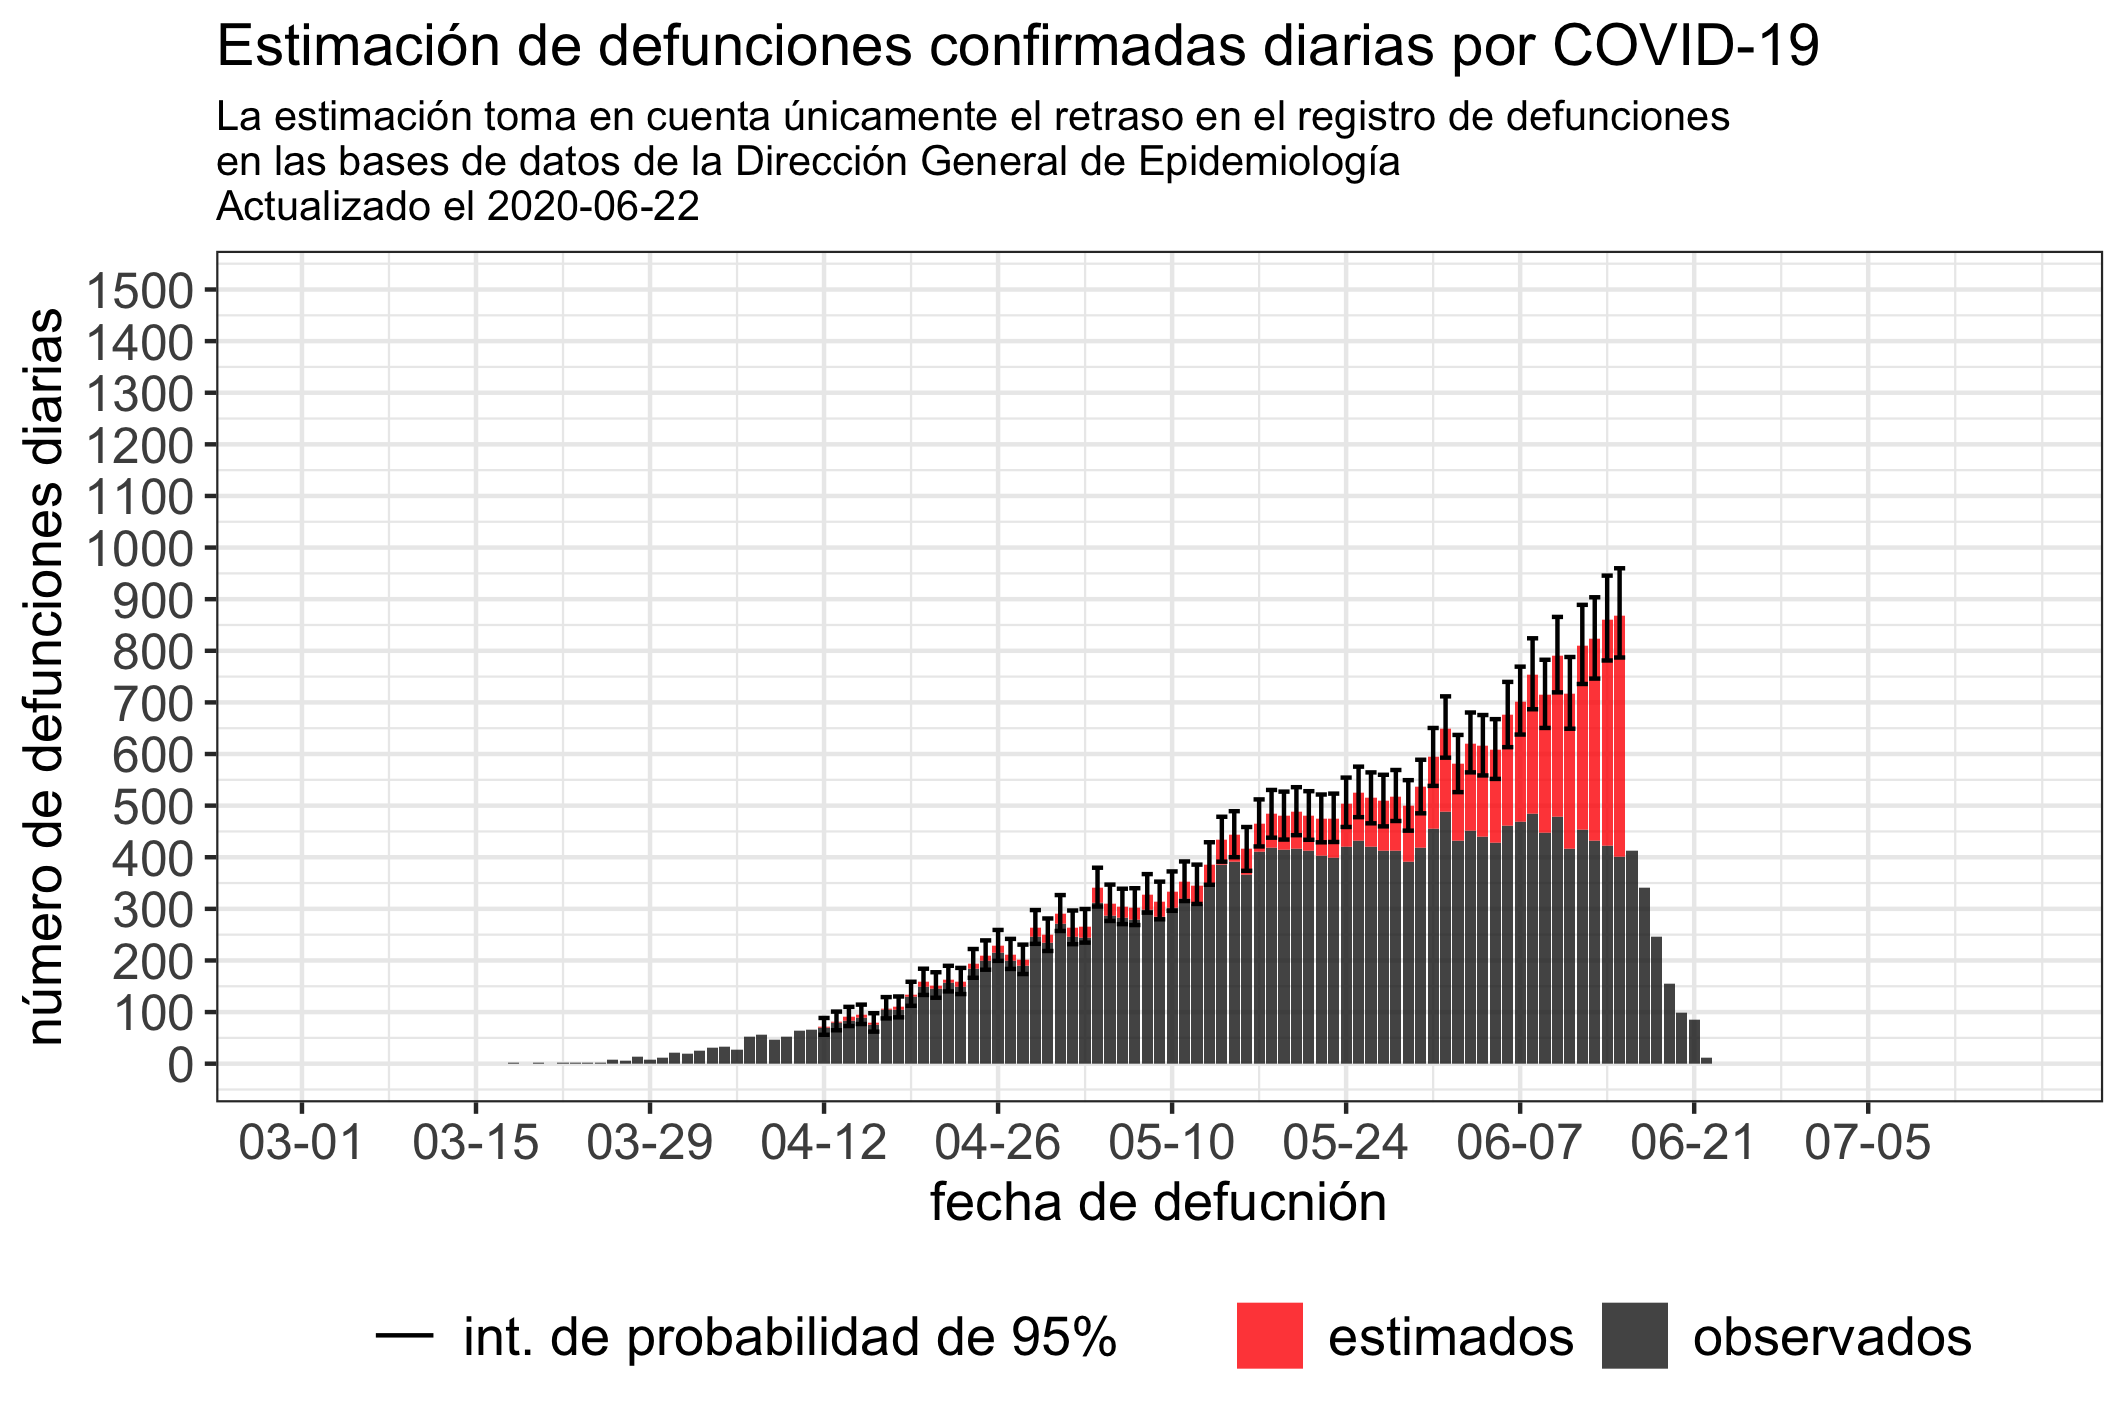 Estimación de defunciones confirmadas diarias por COVID-19
La estimación toma en cuenta únicamente el retraso en el registro de defunciones
en las bases de datos de la Dirección General de Epidemiología
Actualizado el 2020-06-22
número de defunciones diarias
1500
1400
1300
1200
1100
1000
900
800
700
600
500
400
300
200
100
0
03-01 03-15 03-29 04-12 04-26 05-10 05-24 06-07 06-21 07-05
fecha de defucnión
int. de probabilidad de 95% estimados observados